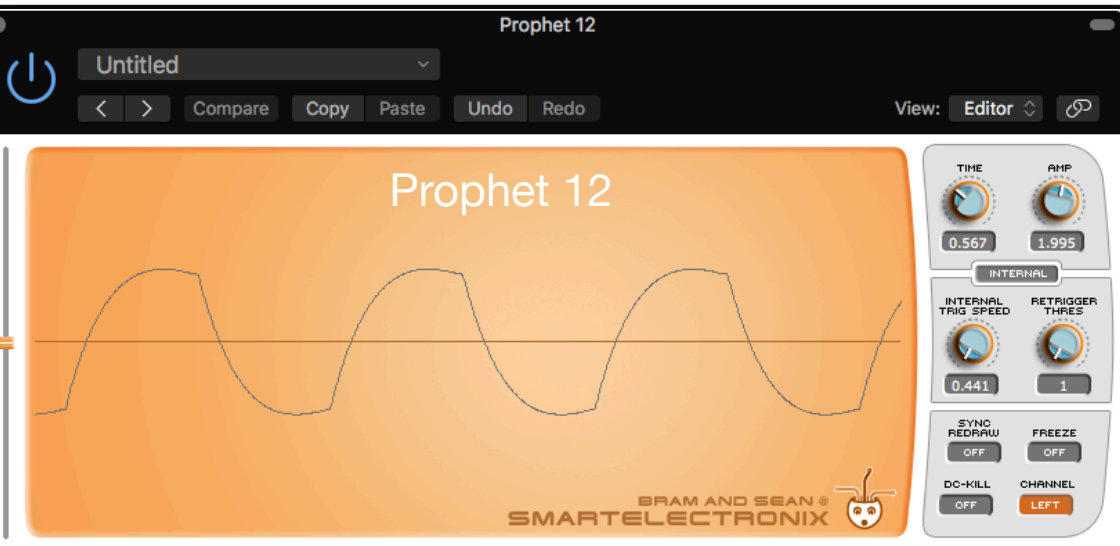 Prophet 12
Untitled
Compare Copy Paste Undo Redo View: Editor
Prophet 12
TIME AMP
0.567 1.995
INTERNAL
INTERNAL TRIG SPEED
RETRIGGER THRES
0.441 1
SYNC REDRAW
FREEZE
OFF OFF
DC-KILL CHANNEL
OFF LEFT
BRAM AND SEAN @
SMARTELECTRONIX